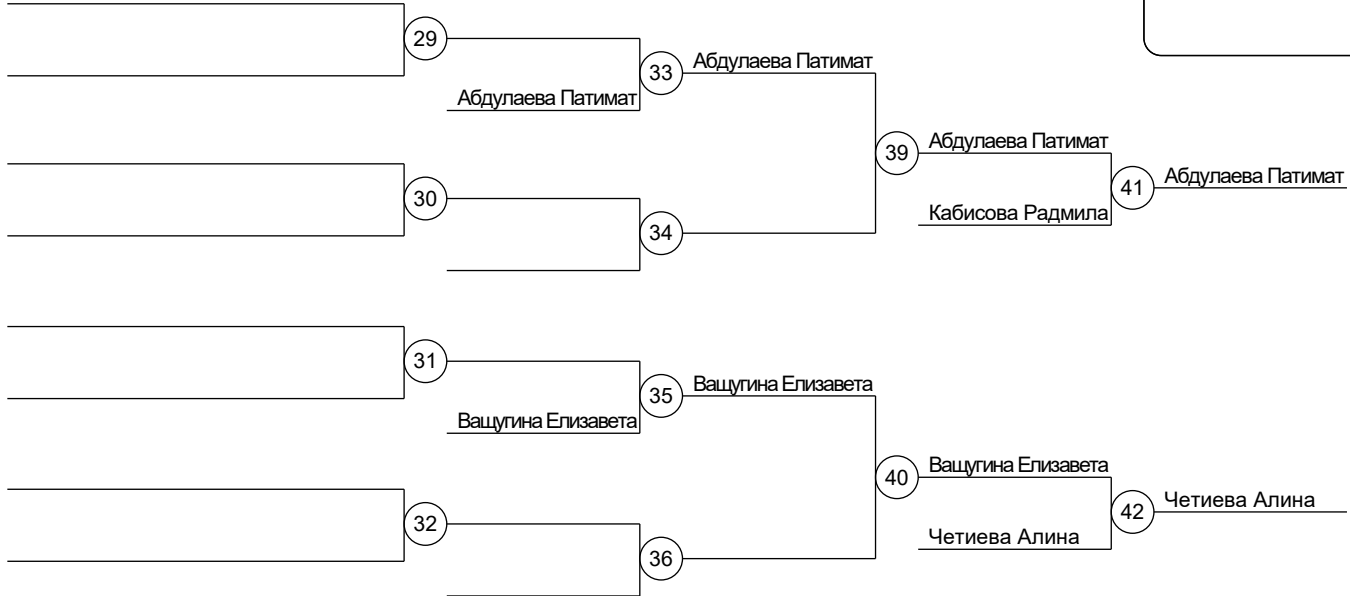 29
33
Абдулаева Патимат
Абдулаева Патимат
39
Абдулаева Патимат
41
Абдулаева Патимат
30
34
Кабисова Радмила
31
35
Ващугина Елизавета
Ващугина Елизавета
40
Ващугина Елизавета
42
Четиева Алина
32
Четиева Алина
36